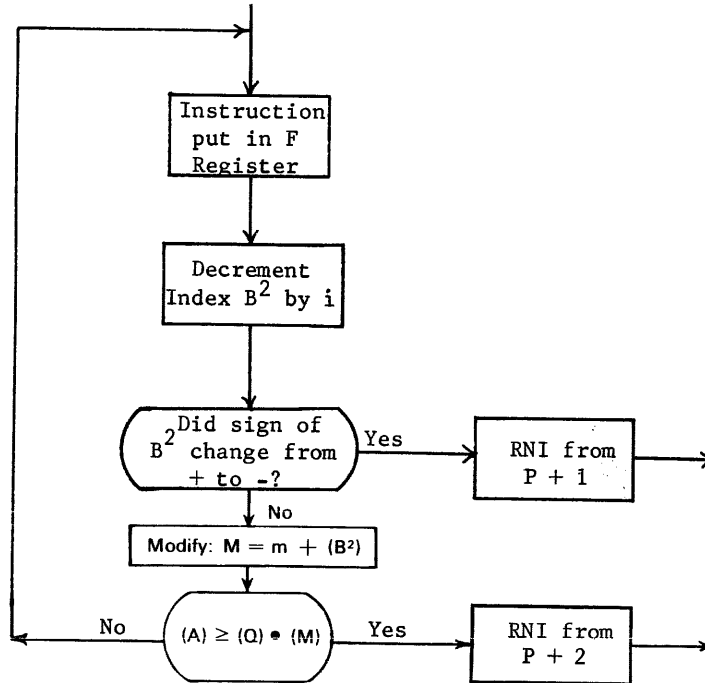 Instruction
put in F
Register
Decrement
Index B² by i
Did sign of
B² change from
+ to -?
Yes
RNI from
P + 1
No
Modify: M = m + (B²)
(A) ≥ (Q) • (M)
No
Yes
RNI from
P + 2